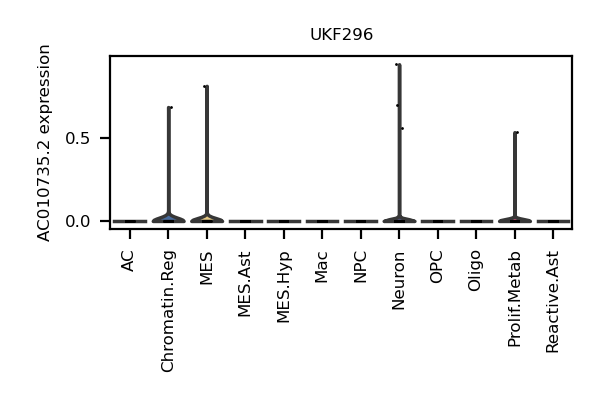 UKF296
AC010735.2 expression
0.5
0.0
AC
Chromatin.Reg
MES
MES.Ast
MES.Hyp
Mac
NPC
Neuron
OPC
Oligo
Prolif.Metab
Reactive.Ast